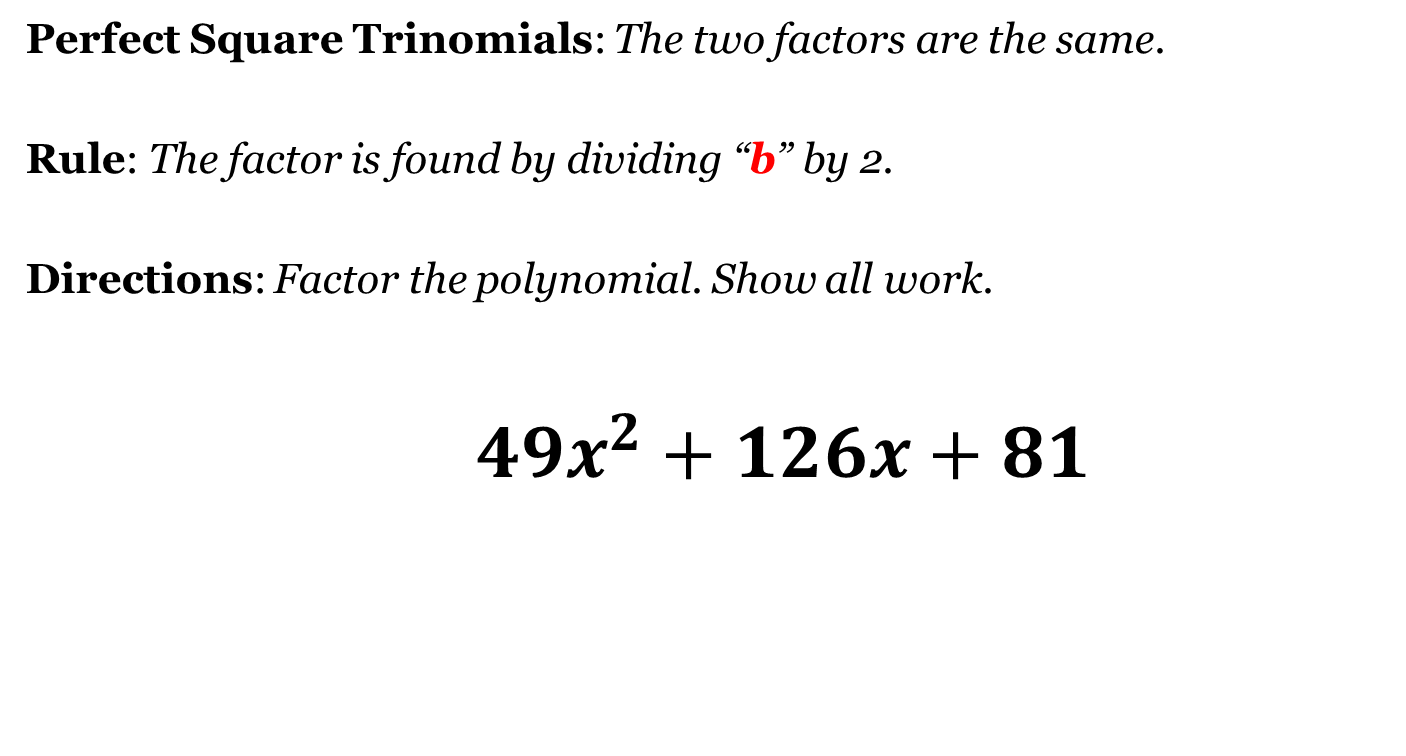 Perfect Square Trinomials: The two factors are the same.
Rule: The factor is found by dividing “b” by 2.
Directions: Factor the polynomial. Show all work.
49x² + 126x + 81